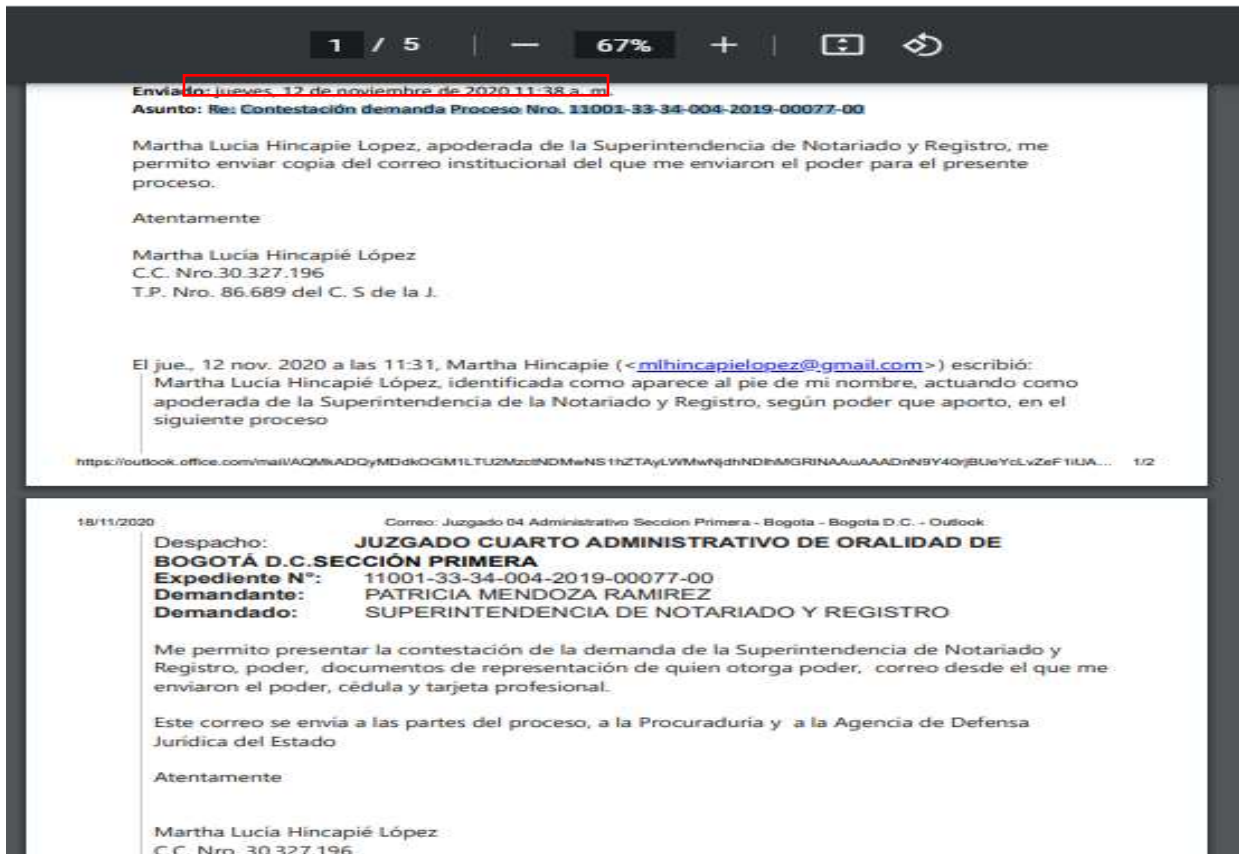 1 / 5 67%
Enviado: jueves, 12 de noviembre de 2020 11:38 a. m.
Asunto: Re: Contestación demanda Proceso Nro. 11001-33-34-004-2019-00077-00
Martha Lucia Hincapie Lopez, apoderada de la Superintendencia de Notariado y Registro, me
permito enviar copia del correo institucional del que me enviaron el poder para el presente
proceso.
Atentamente
Martha Lucía Hincapié López
C.C. Nro.30.327.196
T.P. Nro. 86.689 del C. S de la J.
El jue., 12 nov. 2020 a las 11:31, Martha Hincapie (<mlhincapielopez@gmail.com>) escribió:
Martha Lucía Hincapié López, identificada como aparece al pie de mi nombre, actuando como
apoderada de la Superintendencia de la Notariado y Registro, según poder que aporto, en el
siguiente proceso
1/2
18/11/2020 Correo: Juzgado 04 Administrativo Seccion Primera - Bogota - Bogota D.C. - Outlook
Despacho: JUZGADO CUARTO ADMINISTRATIVO DE ORALIDAD DE
BOGOTÁ D.C.SECCIÓN PRIMERA
Expediente N°: 11001-33-34-004-2019-00077-00
Demandante: PATRICIA MENDOZA RAMIREZ
Demandado: SUPERINTENDENCIA DE NOTARIADO Y REGISTRO
Me permito presentar la contestación de la demanda de la Superintendencia de Notariado y
Registro, poder, documentos de representación de quien otorga poder, correo desde el que me
enviaron el poder, cédula y tarjeta profesional.
Este correo se envía a las partes del proceso, a la Procuraduría y a la Agencia de Defensa
Jurídica del Estado
Atentamente
Martha Lucía Hincapié López
C.C. Nro. 30.327.196